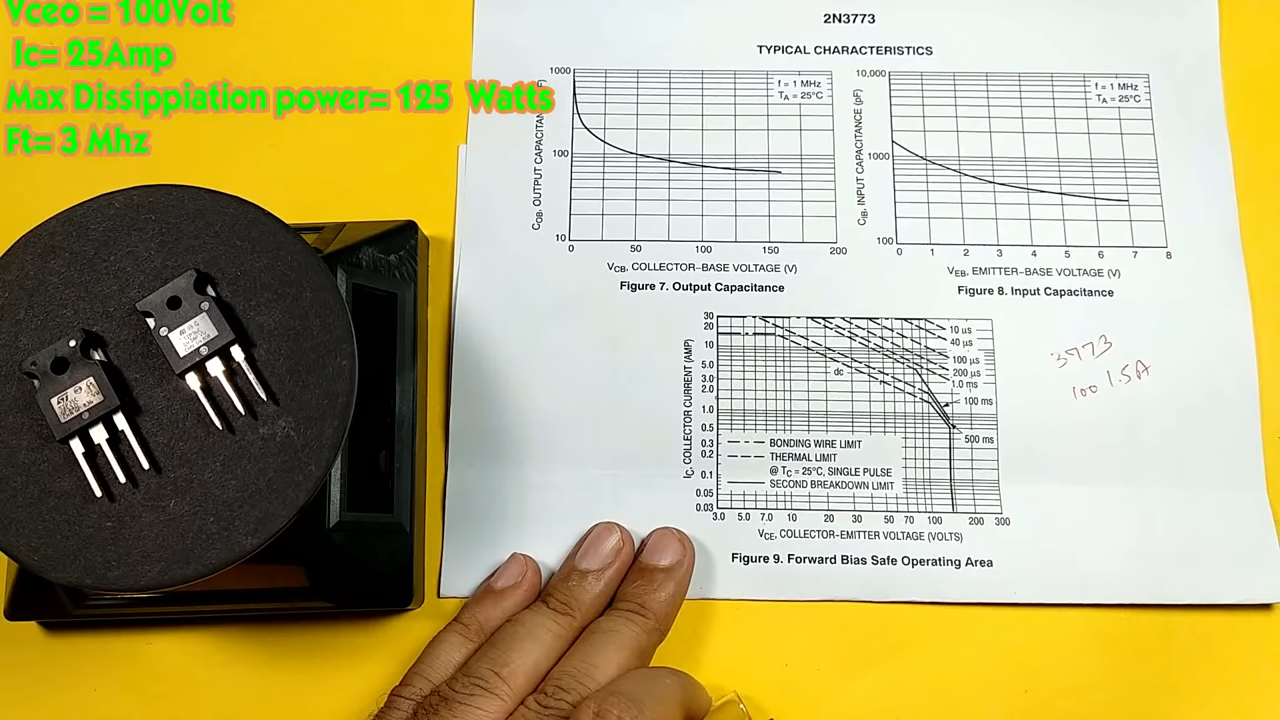 Vceo = 100Volt
Ic= 25Amp
Max Dissippiation power= 125 Watts
Ft= 3 Mhz
2N3773
TYPICAL CHARACTERISTICS
1000
100
10
COB, OUTPUT CAPACITAN
F)
f = 1 MHz
TA = 25°C
0 50 100 150 200
VCB, COLLECTOR–BASE VOLTAGE (V)
Figure 7. Output Capacitance
10,000
1000
100
CIB, INPUT CAPACITANCE (pF)
f = 1 MHz
TA = 25°C
0 1 2 3 4 5 6 7 8
VEB, EMITTER–BASE VOLTAGE (V)
Figure 8. Input Capacitance
30
20
10
5.0
3.0
2.0
1.0
0.5
0.3
0.2
0.1
0.05
0.03
IC, COLLECTOR CURRENT (AMP)
dc
10 µs
40 µs
100 µs
200 µs
1.0 ms
100 ms
500 ms
BONDING WIRE LIMIT
THERMAL LIMIT
@ TC = 25°C, SINGLE PULSE
SECOND BREAKDOWN LIMIT
3.0 5.0 7.0 10 20 30 50 70 100 200 300
VCE, COLLECTOR-EMITTER VOLTAGE (VOLTS)
Figure 9. Forward Bias Safe Operating Area
3773
100 1.5A